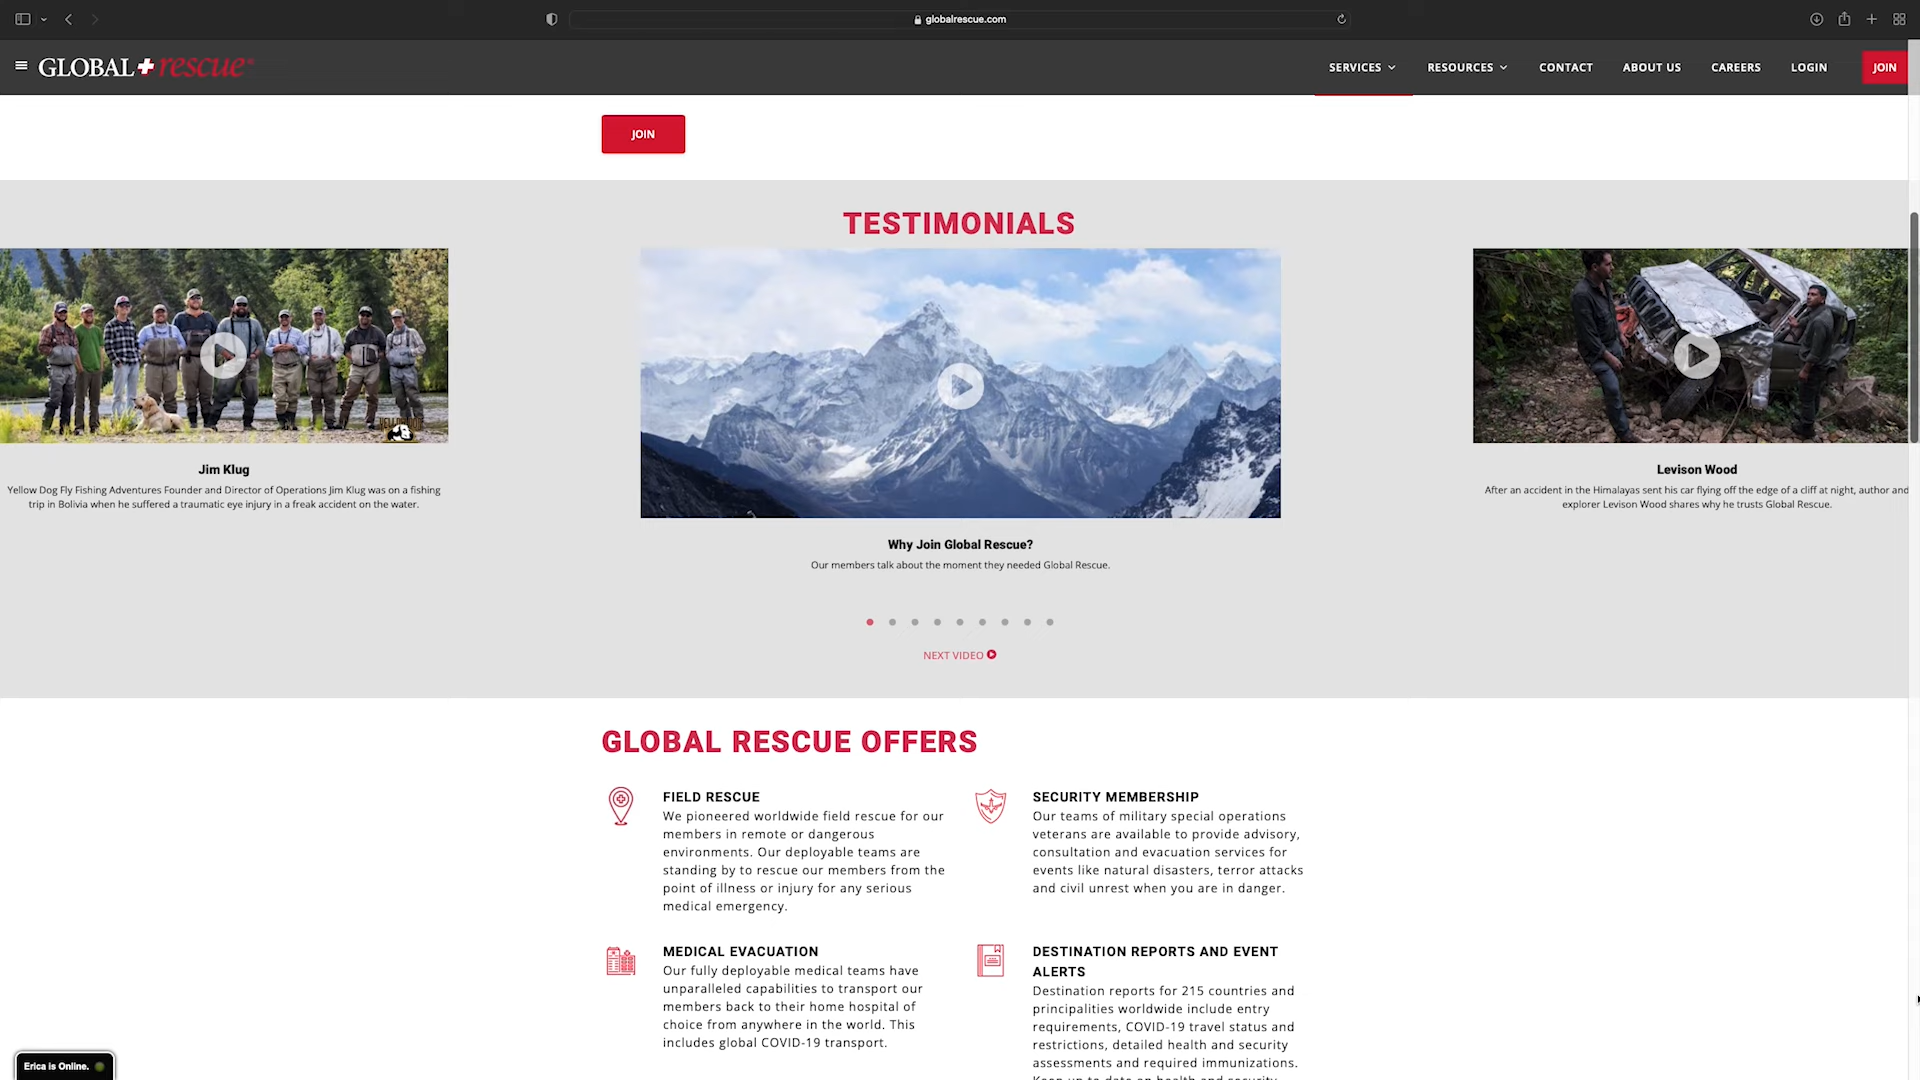 globalrescue.com
GLOBAL rescue
SERVICES
RESOURCES
CONTACT
ABOUT US
CAREERS
LOGIN
JOIN
JOIN
TESTIMONIALS
Jim Klug
Yellow Dog Fly Fishing Adventures Founder and Director of Operations Jim Klug was on a fishing
trip in Bolivia when he suffered a traumatic eye injury in a freak accident on the water.
Why Join Global Rescue?
Our members talk about the moment they needed Global Rescue.
Levison Wood
After an accident in the Himalayas sent his car flying off the edge of a cliff at night, author and
explorer Levison Wood shares why he trusts Global Rescue.
NEXT VIDEO
GLOBAL RESCUE OFFERS
FIELD RESCUE
We pioneered worldwide field rescue for our
members in remote or dangerous
environments. Our deployable teams are
standing by to rescue our members from the
point of illness or injury for any serious
medical emergency.
SECURITY MEMBERSHIP
Our teams of military special operations
veterans are available to provide advisory,
consultation and evacuation services for
events like natural disasters, terror attacks
and civil unrest when you are in danger.
MEDICAL EVACUATION
Our fully deployable medical teams have
unparalleled capabilities to transport our
members back to their home hospital of
choice from anywhere in the world. This
includes global COVID-19 transport.
DESTINATION REPORTS AND EVENT
ALERTS
Destination reports for 215 countries and
principalities worldwide include entry
requirements, COVID-19 travel status and
restrictions, detailed health and security
assessments and required immunizations.
Keep up to date on health and security
Erica is Online.